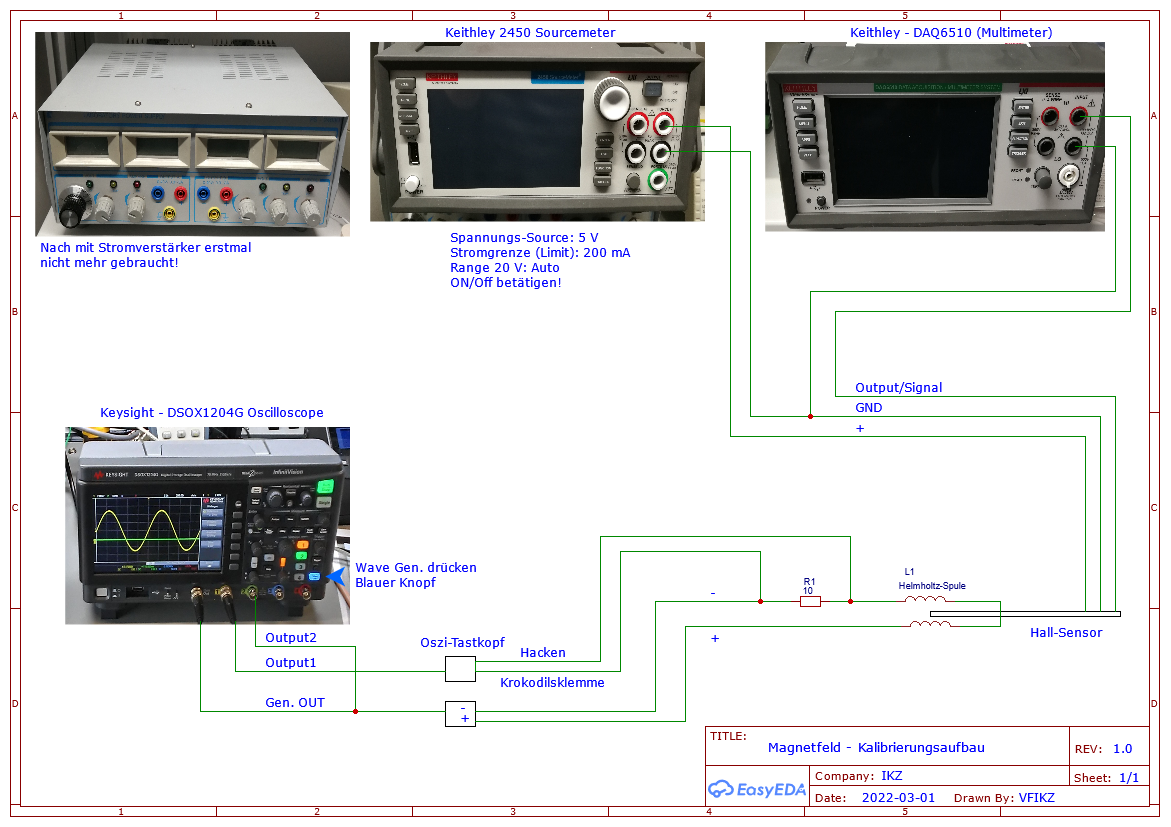 1 2 3 4 5
Keithley 2450 Sourcemeter
Keithley - DAQ6510 (Multimeter)
A
A
Nach mit Stromverstärker erstmal
nicht mehr gebraucht!
Spannungs-Source: 5 V
Stromgrenze (Limit): 200 mA
Range 20 V: Auto
ON/Off betätigen!
B
B
Output/Signal
GND
+
Keysight - DSOX1204G Oscilloscope
KEYSIGHT
InfiniiVision
C
C
Wave Gen. drücken
Blauer Knopf
L1
Helmholtz-Spule
R1
10
-
+
Hall-Sensor
Output2
Oszi-Tastkopf
Hacken
Output1
Krokodilsklemme
Gen. OUT
-
+
D
D
TITLE:
Magnetfeld - Kalibrierungsaufbau
REV: 1.0
EasyEDA
Company: IKZ
Sheet: 1/1
Date: 2022-03-01 Drawn By: VFIKZ
1 2 3 4 5